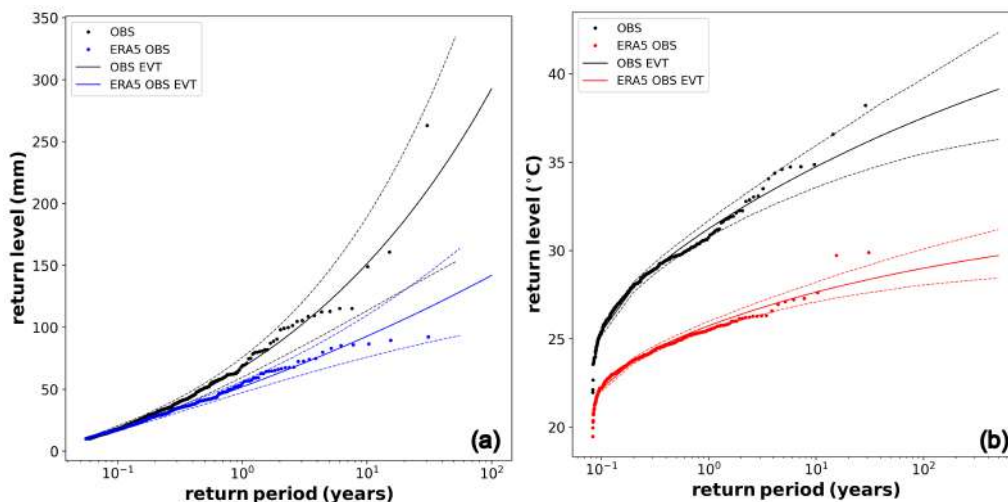 350
300
250
200
150
100
50
0
return level (mm)
OBS
ERA5 OBS
OBS EVT
ERA5 OBS EVT
(a)
10⁻¹ 10⁰ 10¹ 10²
return period (years)
40
35
30
25
20
return level (°C)
OBS
ERA5 OBS
OBS EVT
ERA5 OBS EVT
(b)
10⁻¹ 10⁰ 10¹ 10²
return period (years)